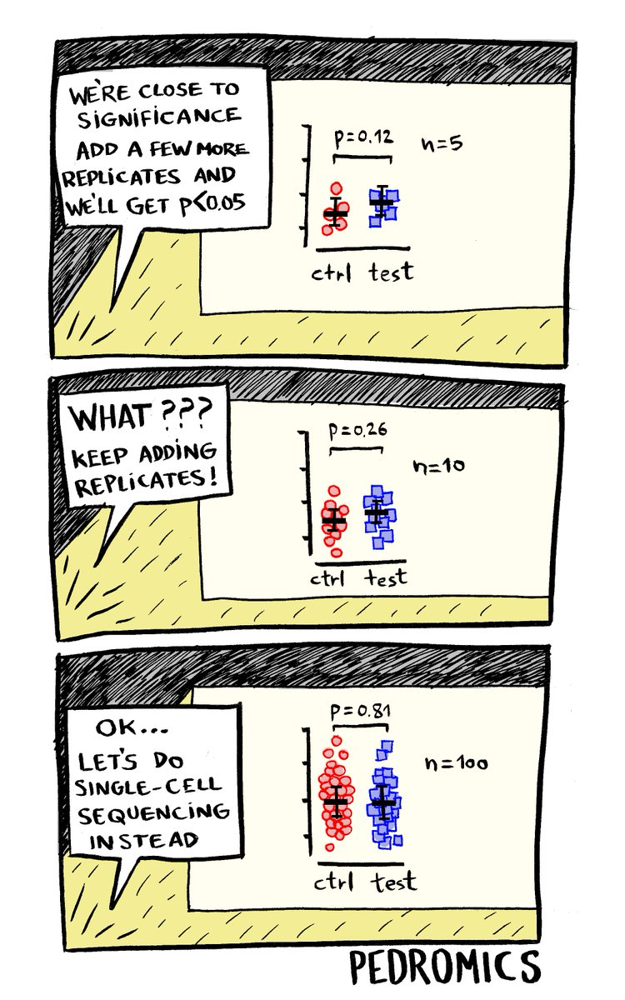 WE'RE CLOSE TO
SIGNIFICANCE
ADD A FEW MORE
REPLICATES AND
WE'LL GET P<0.05
p=0.12
n=5
ctrl test
WHAT ???
KEEP ADDING
REPLICATES!
p=0.26
n=10
ctrl test
OK...
LET'S DO
SINGLE-CELL
SEQUENCING
INSTEAD
p=0.81
n=100
ctrl test
PEDROMICS